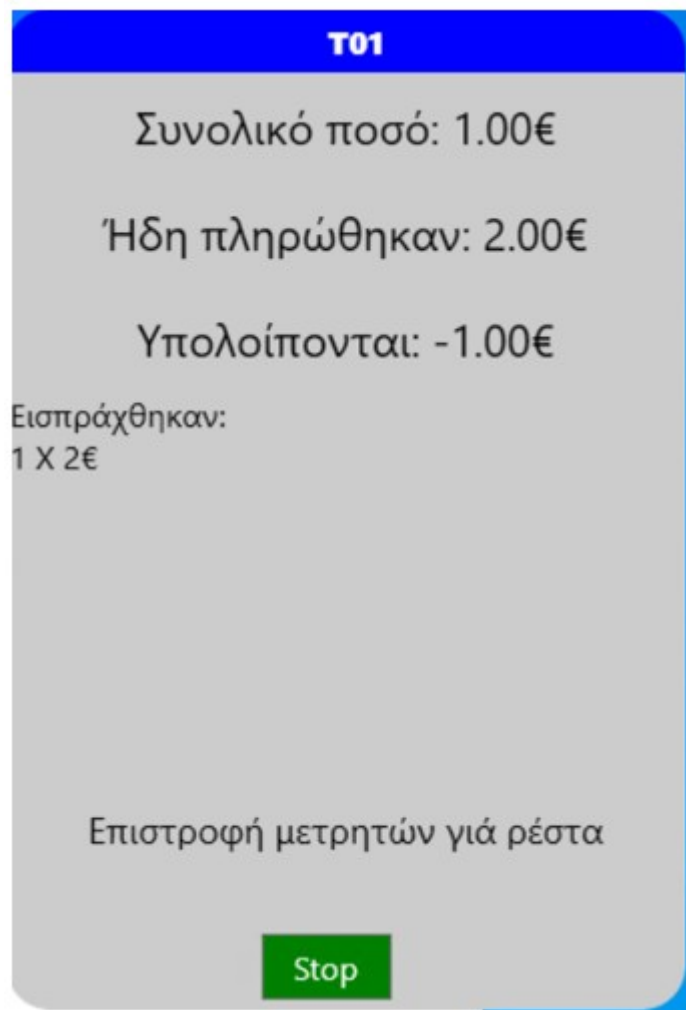 T01
Συνολικό ποσό: 1.00€
Ήδη πληρώθηκαν: 2.00€
Υπολοίπονται: -1.00€
Εισπράχθηκαν:
1 X 2€
Επιστροφή μετρητών γιά ρέστα
Stop